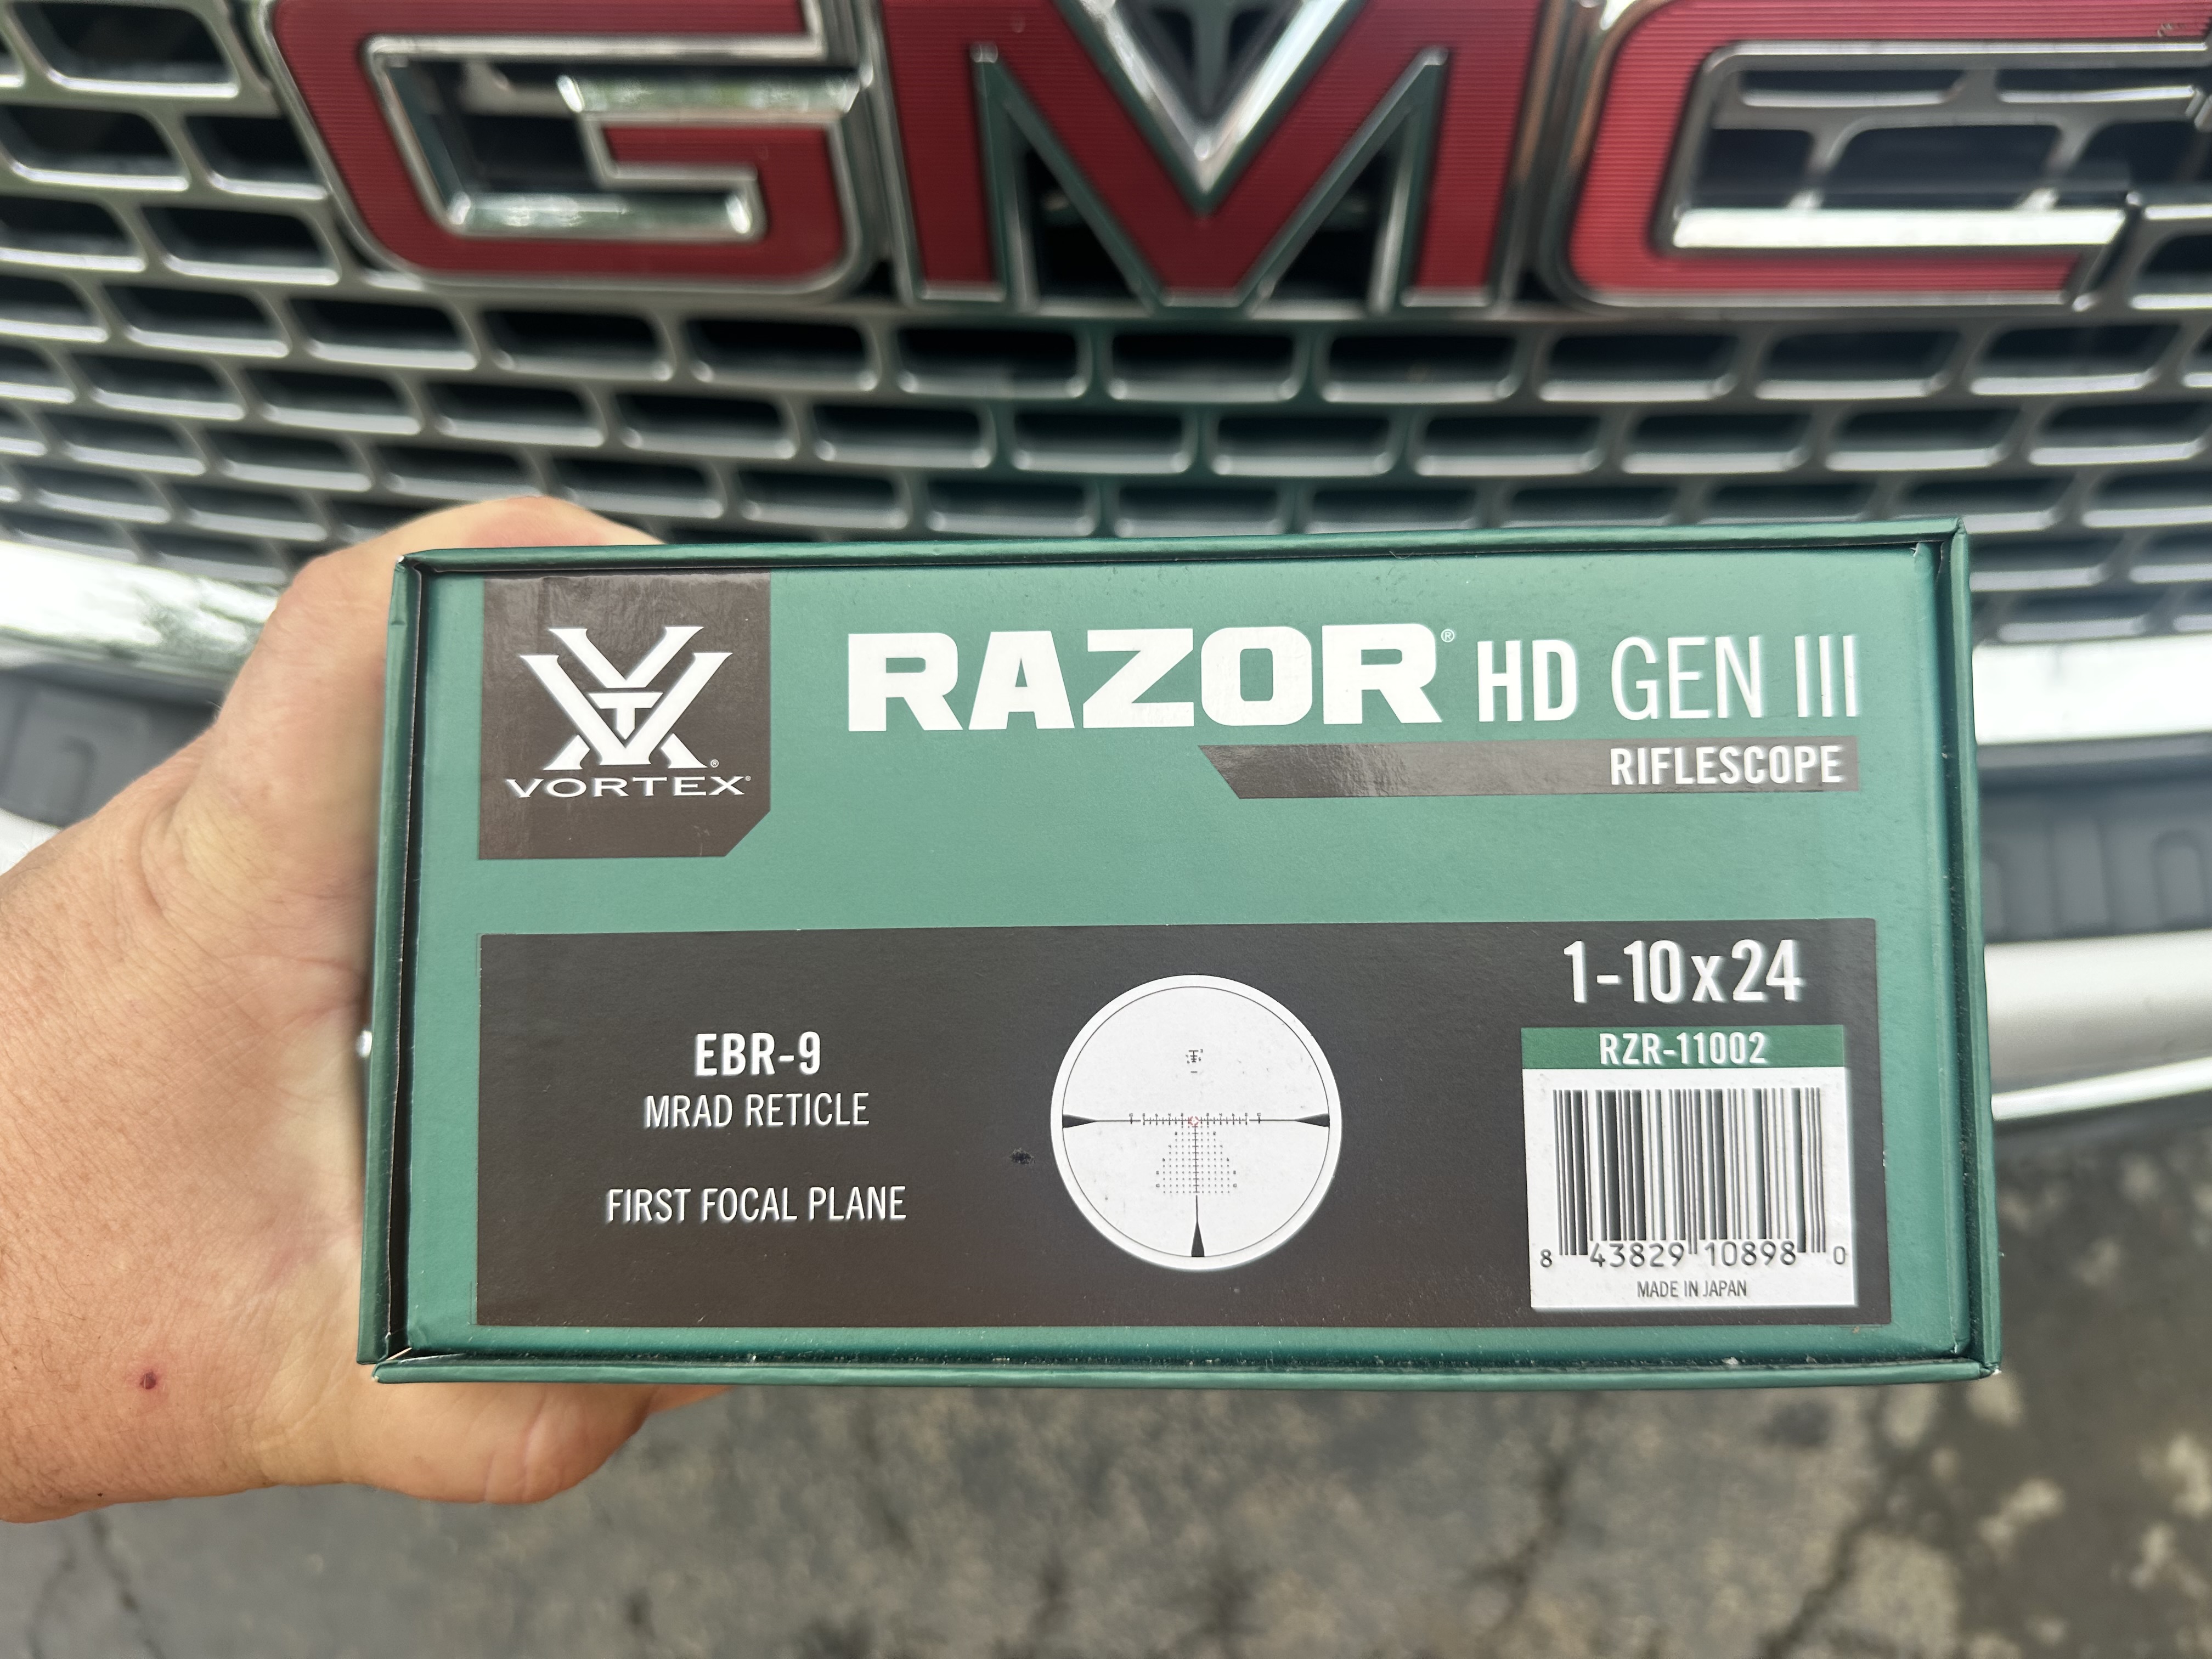 GMC
VORTEX®
RAZOR® HD GEN III
RIFLESCOPE
EBR-9
MRAD RETICLE
FIRST FOCAL PLANE
1-10x24
RZR-11002
8 43829 10898 0
MADE IN JAPAN